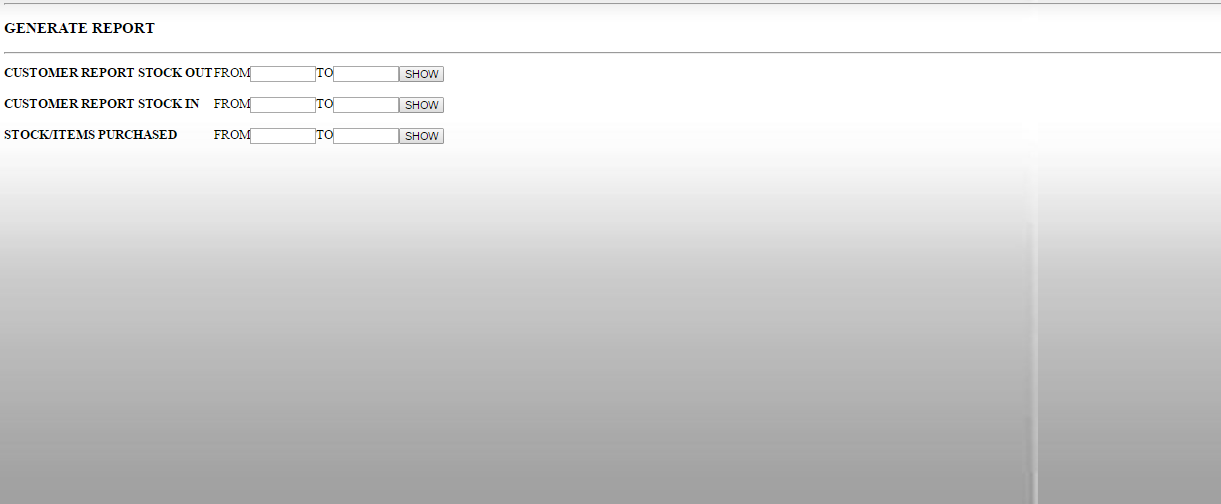 GENERATE REPORT
CUSTOMER REPORT STOCK OUT FROM TO SHOW
CUSTOMER REPORT STOCK IN FROM TO SHOW
STOCK/ITEMS PURCHASED FROM TO SHOW